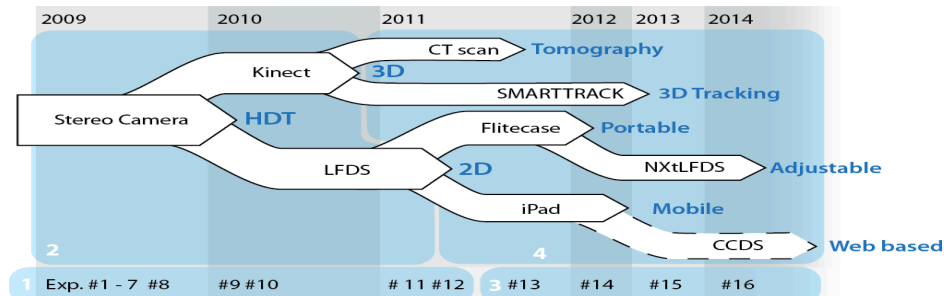 2009 2010 2011 2012 2013 2014
CT scan Tomography
Kinect 3D
SMARTTRACK 3D Tracking
Stereo Camera HDT
Flitecase Portable
LFDS 2D
NXtLFDS Adjustable
iPad Mobile
CCDS Web based
2 4
1 Exp. #1 - 7 #8 #9 #10 # 11 #12 3 #13 #14 #15 #16